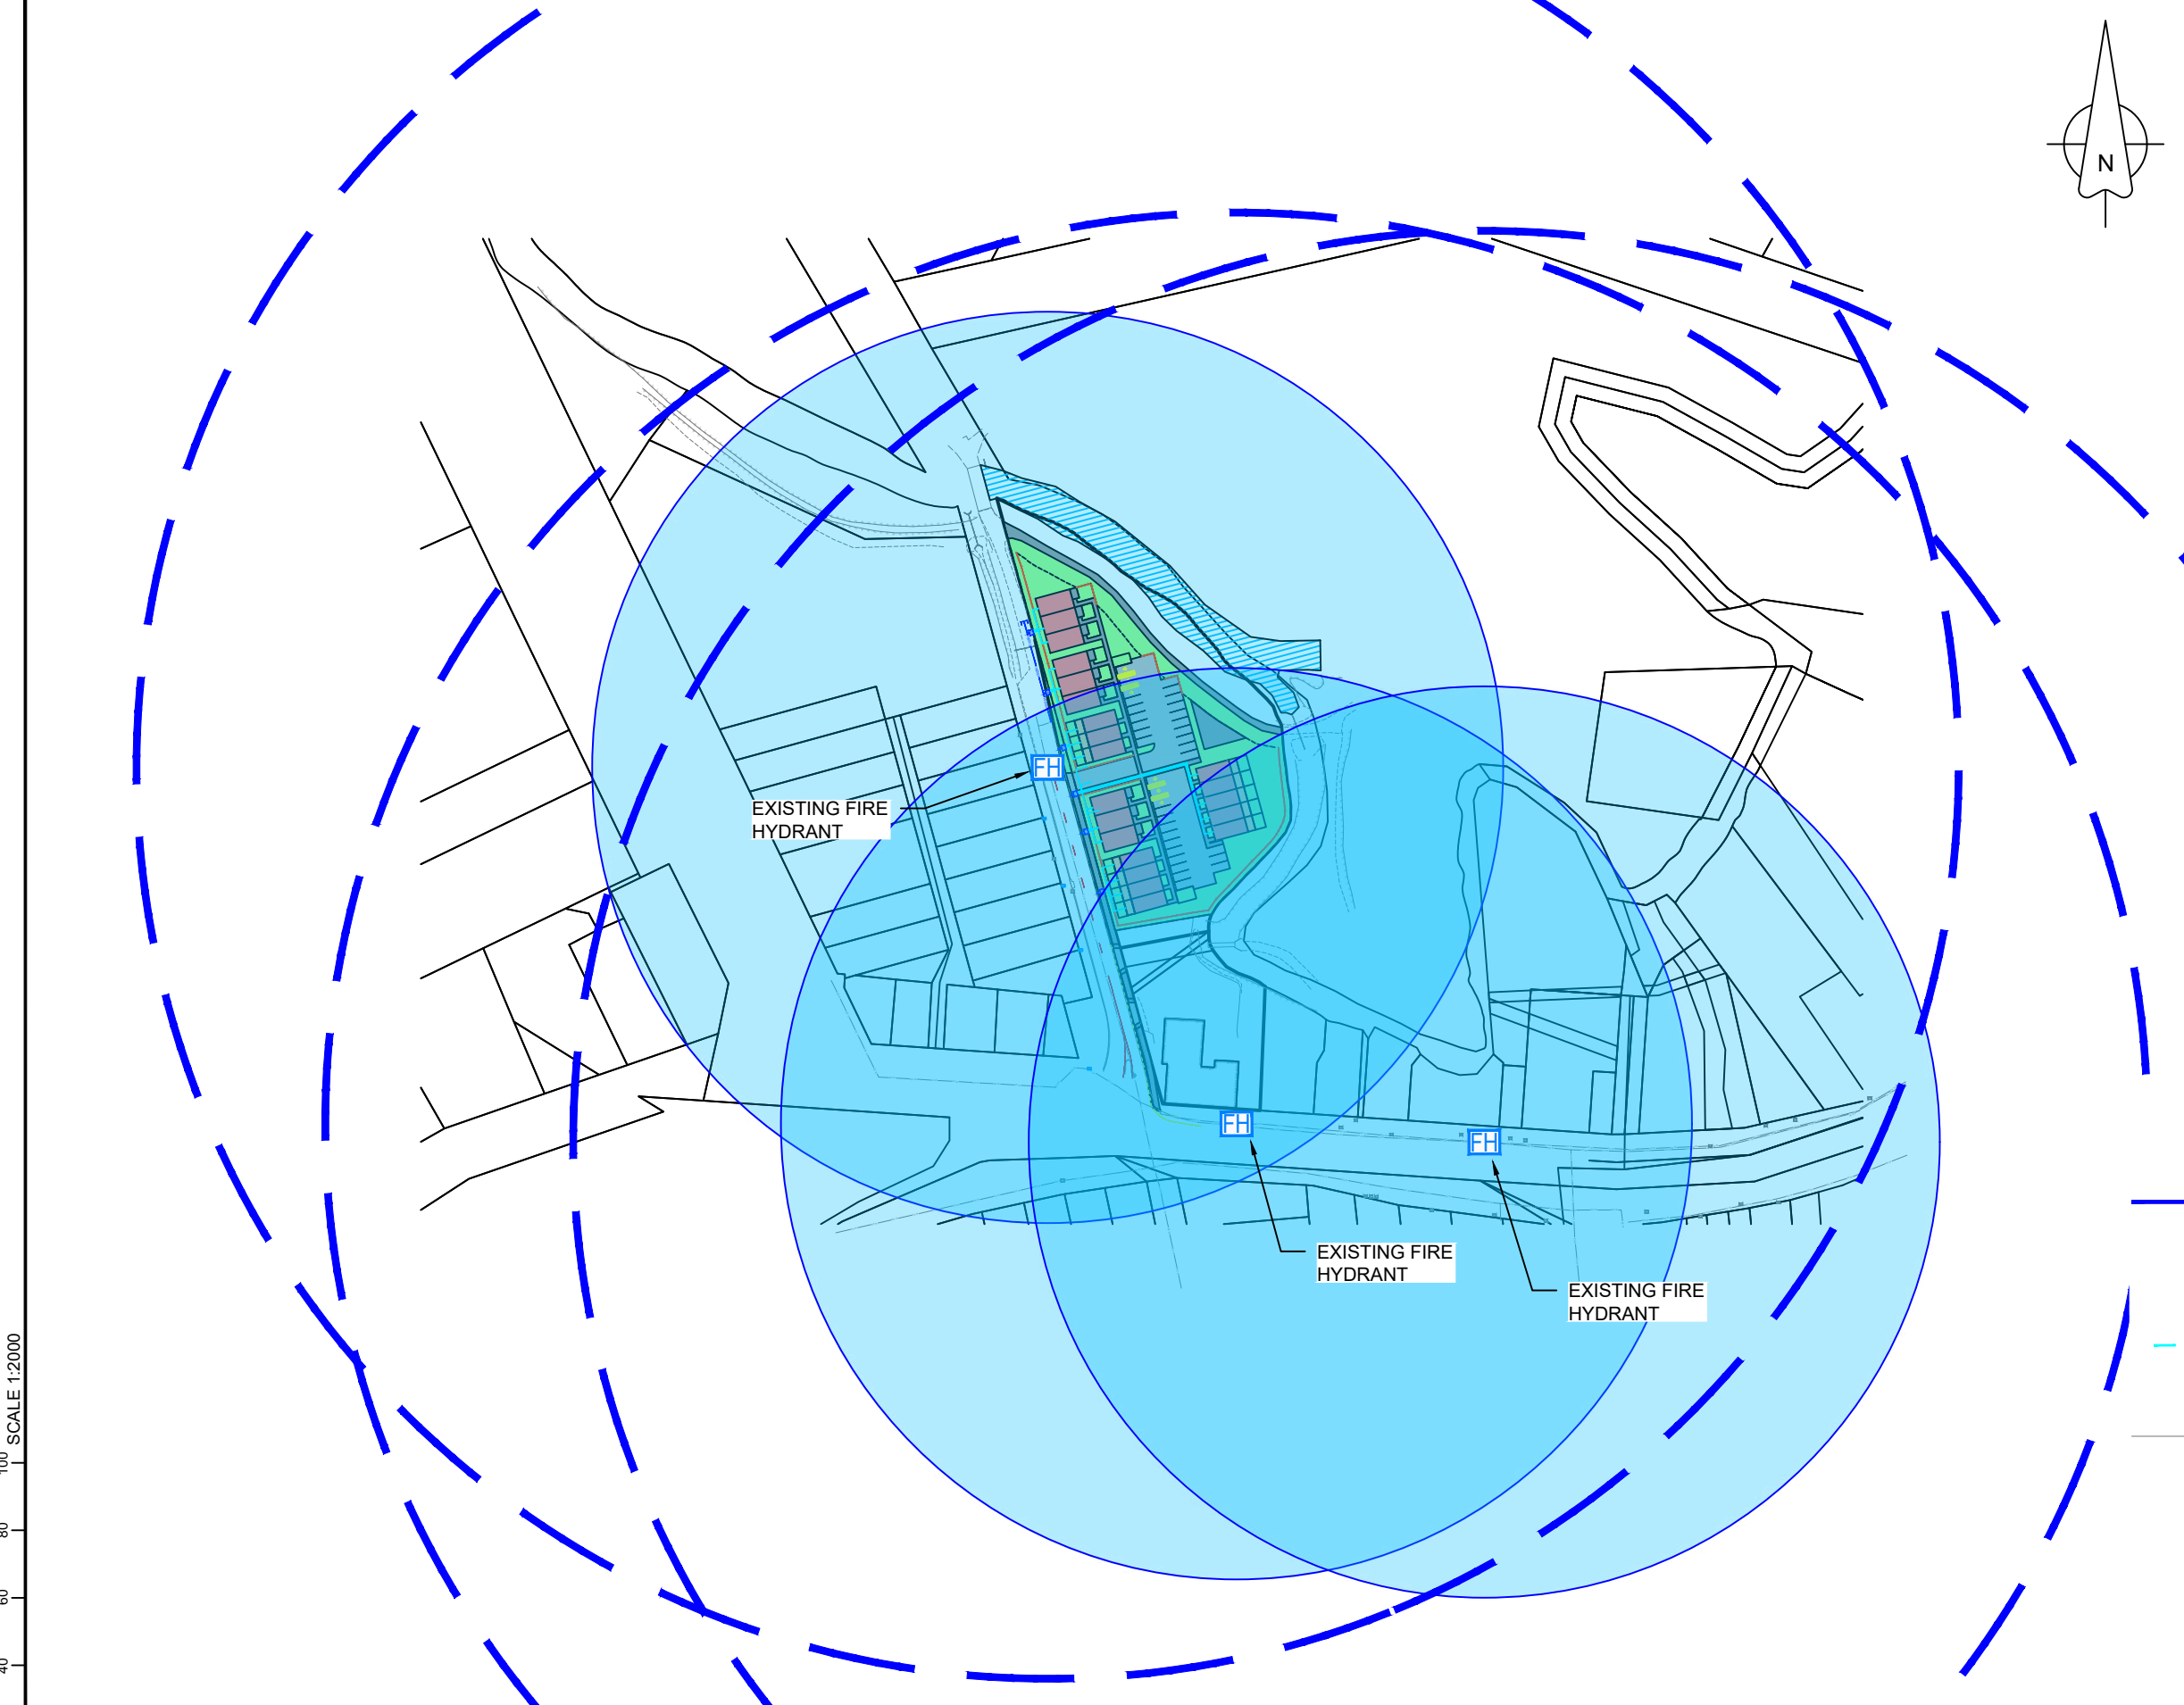 N
FH
EXISTING FIRE
HYDRANT
FH
FH
EXISTING FIRE
HYDRANT
EXISTING FIRE
HYDRANT
SCALE 1:2000
100
80
60
40